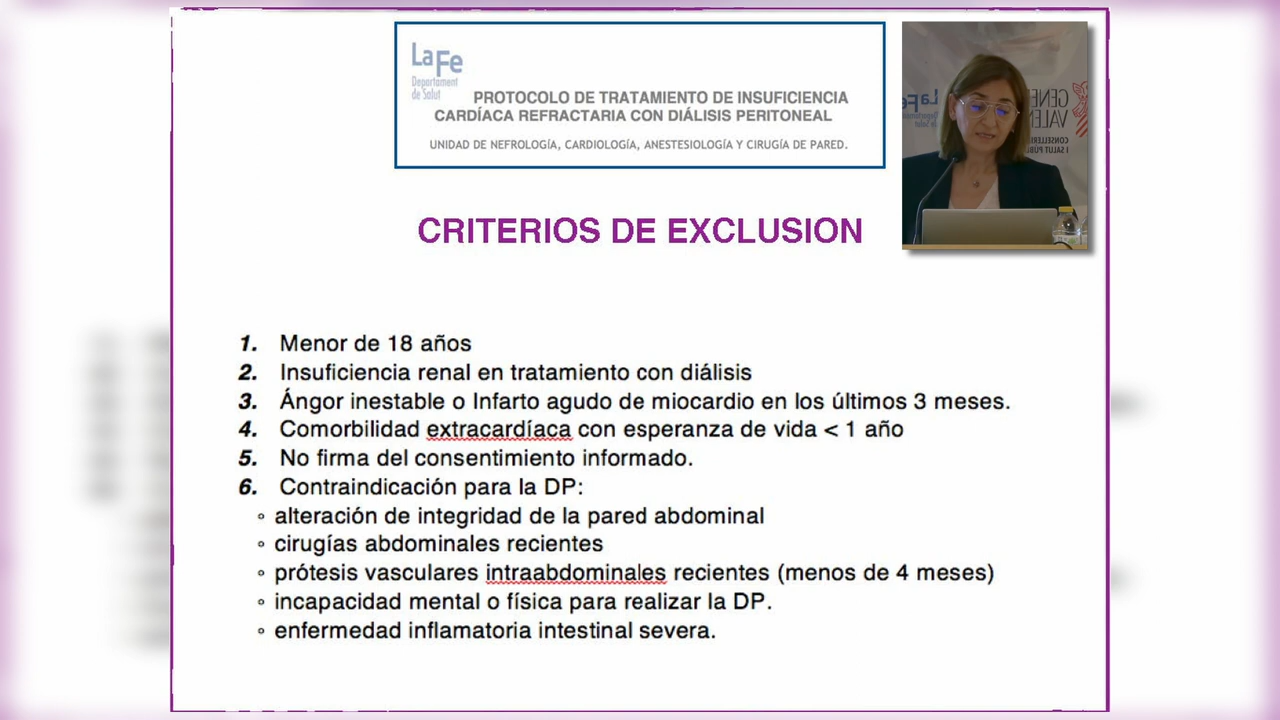 La Fe
Departament
de Salut
PROTOCOLO DE TRATAMIENTO DE INSUFICIENCIA
CARDÍACA REFRACTARIA CON DIÁLISIS PERITONEAL
UNIDAD DE NEFROLOGÍA, CARDIOLOGÍA, ANESTESIOLOGÍA Y CIRUGÍA DE PARED.
CRITERIOS DE EXCLUSION
1. Menor de 18 años
2. Insuficiencia renal en tratamiento con diálisis
3. Ángor inestable o Infarto agudo de miocardio en los últimos 3 meses.
4. Comorbilidad extracardíaca con esperanza de vida < 1 año
5. No firma del consentimiento informado.
6. Contraindicación para la DP:
◦ alteración de integridad de la pared abdominal
◦ cirugías abdominales recientes
◦ prótesis vasculares intraabdominales recientes (menos de 4 meses)
◦ incapacidad mental o física para realizar la DP.
◦ enfermedad inflamatoria intestinal severa.